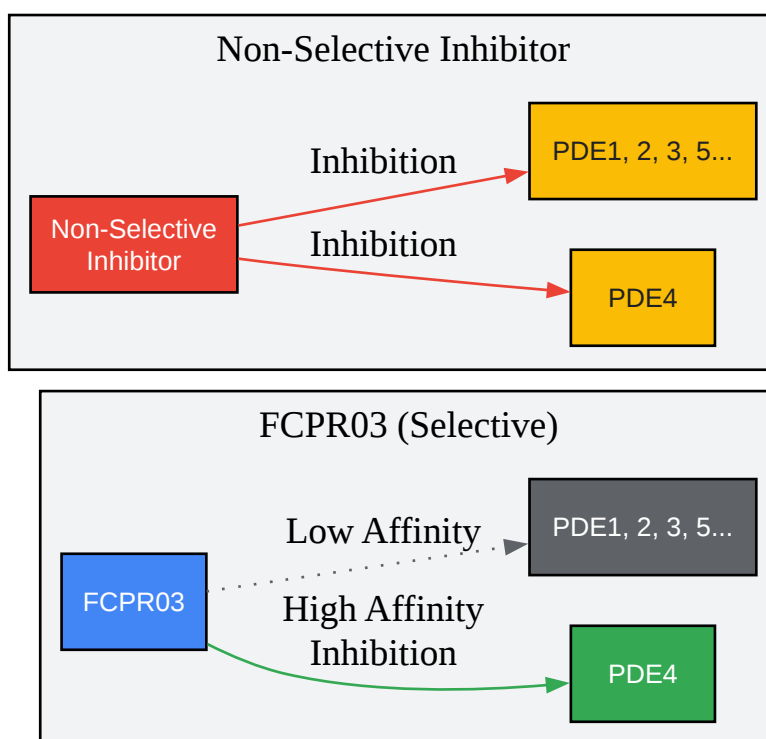 Non-Selective Inhibitor
PDE1, 2, 3, 5...
Inhibition
Non-Selective
Inhibitor
Inhibition
PDE4
FCPR03 (Selective)
PDE1, 2, 3, 5...
Low Affinity
FCPR03
High Affinity
Inhibition
PDE4